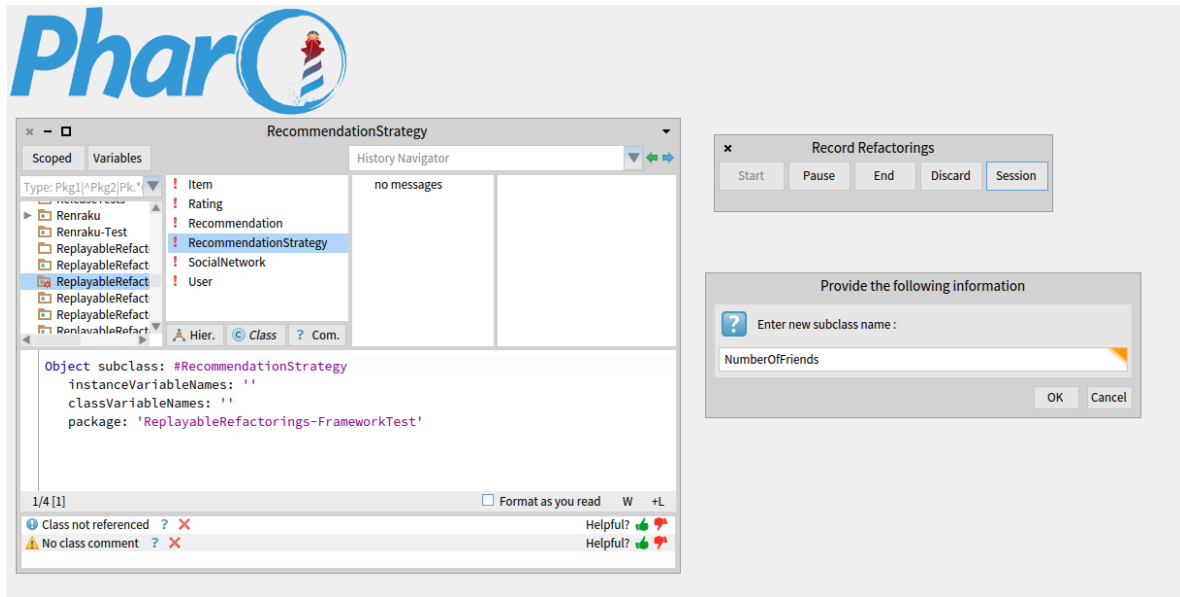 Pharo
RecommendationStrategy
Scoped Variables
History Navigator
Type: Pkg1|^Pkg2|Pk.*
Renraku
Renraku-Test
ReplayableRefact
ReplayableRefact
ReplayableRefact
ReplayableRefact
ReplayableRefact
ReplayableRefact
Item
Rating
Recommendation
RecommendationStrategy
SocialNetwork
User
Hier. Class ? Com.
no messages
Object subclass: #RecommendationStrategy
instanceVariableNames: ''
classVariableNames: ''
package: 'ReplayableRefactorings-FrameworkTest'
1/4 [1]
Format as you read W +L
Class not referenced ? Helpful?
No class comment ? Helpful?
Record Refactorings
Start Pause End Discard Session
Provide the following information
Enter new subclass name :
NumberOfFriends
OK Cancel